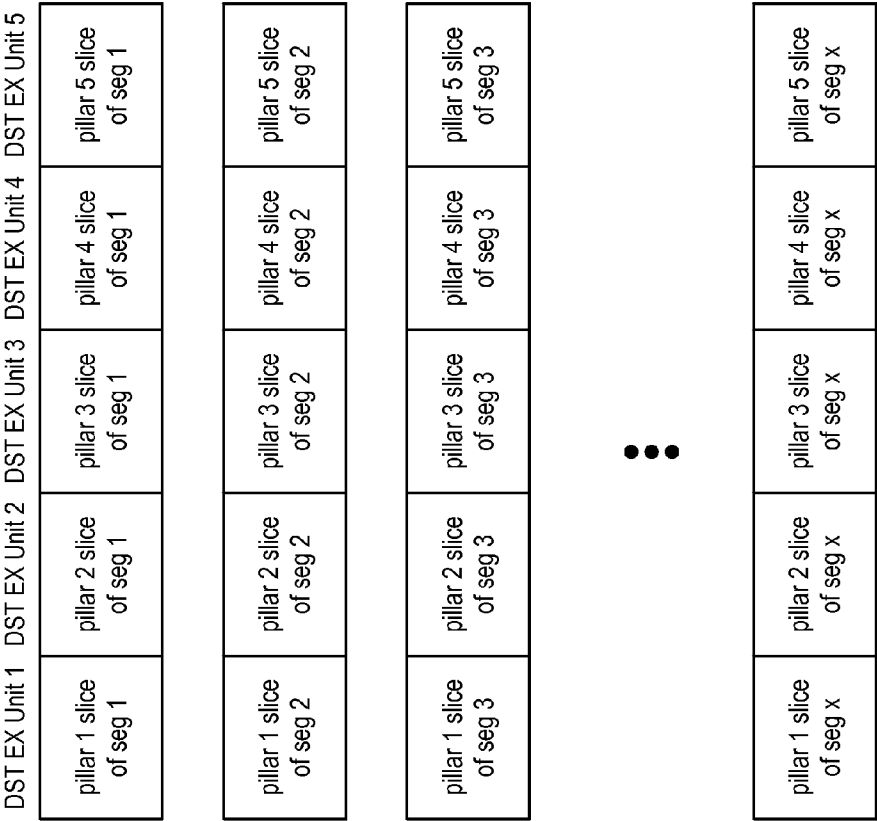 DST EX Unit 1
DST EX Unit 2
DST EX Unit 3
DST EX Unit 4
DST EX Unit 5
pillar 1 slice
of seg 1
pillar 2 slice
of seg 1
pillar 3 slice
of seg 1
pillar 4 slice
of seg 1
pillar 5 slice
of seg 1
pillar 1 slice
of seg 2
pillar 2 slice
of seg 2
pillar 3 slice
of seg 2
pillar 4 slice
of seg 2
pillar 5 slice
of seg 2
pillar 1 slice
of seg 3
pillar 2 slice
of seg 3
pillar 3 slice
of seg 3
pillar 4 slice
of seg 3
pillar 5 slice
of seg 3
pillar 1 slice
of seg x
pillar 2 slice
of seg x
pillar 3 slice
of seg x
pillar 4 slice
of seg x
pillar 5 slice
of seg x